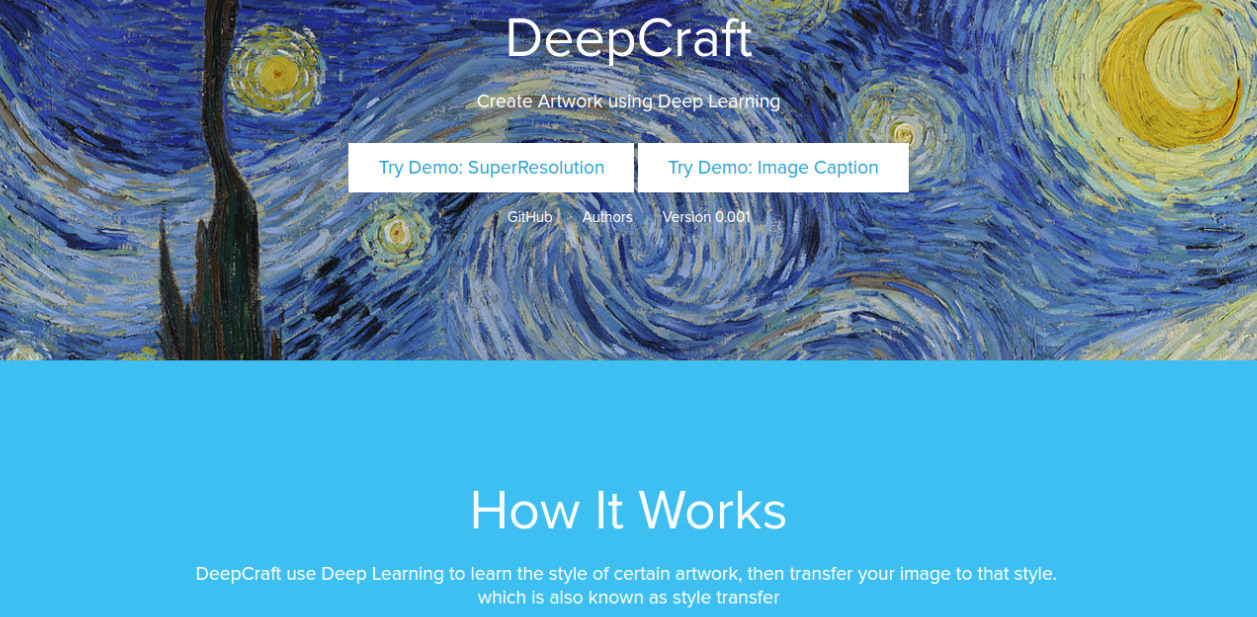 DeepCraft
Create Artwork using Deep Learning
Try Demo: SuperResolution Try Demo: Image Caption
GitHub Authors Version 0.001
How It Works
DeepCraft use Deep Learning to learn the style of certain artwork, then transfer your image to that style.
which is also known as style transfer